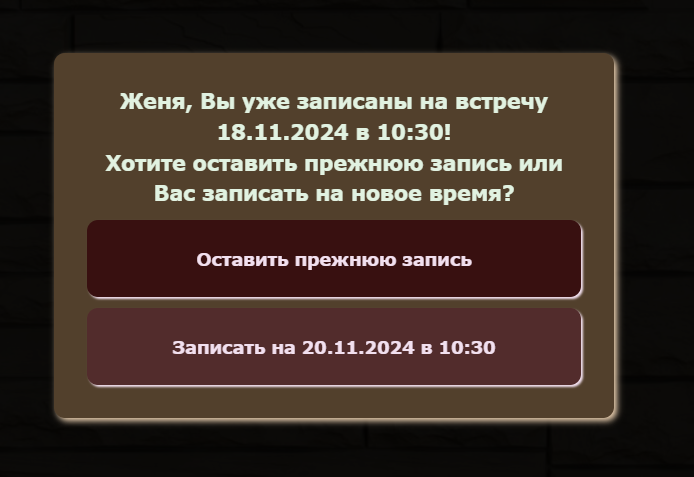 Женя, Вы уже записаны на встречу
18.11.2024 в 10:30!
Хотите оставить прежнюю запись или
Вас записать на новое время?
Оставить прежнюю запись
Записать на 20.11.2024 в 10:30